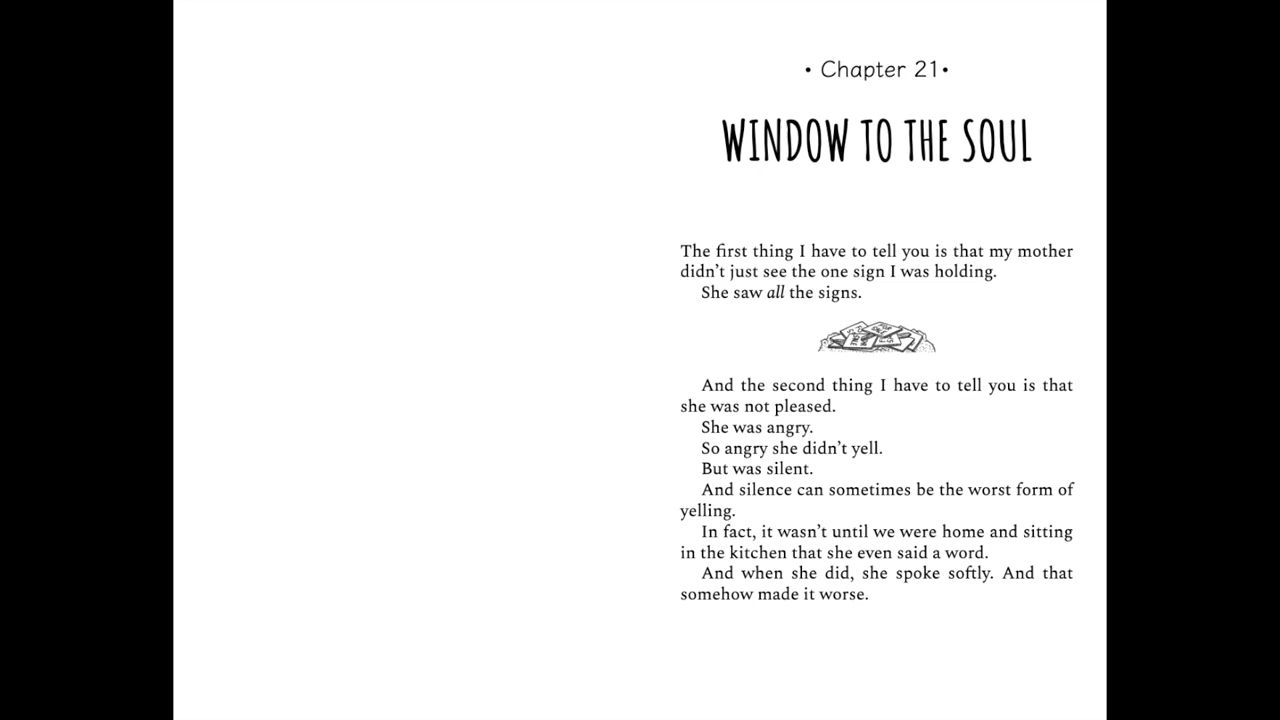 • Chapter 21•
WINDOW TO THE SOUL
The first thing I have to tell you is that my mother
didn’t just see the one sign I was holding.
She saw all the signs.
And the second thing I have to tell you is that
she was not pleased.
She was angry.
So angry she didn’t yell.
But was silent.
And silence can sometimes be the worst form of
yelling.
In fact, it wasn’t until we were home and sitting
in the kitchen that she even said a word.
And when she did, she spoke softly. And that
somehow made it worse.